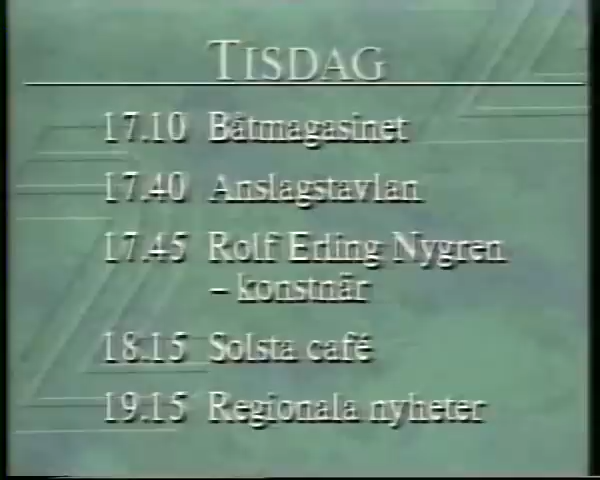 TISDAG
17.10 Båtmagasinet
17.40 Anslagstavlan
17.45 Rolf Erling Nygren
– konstnär
18.15 Solsta café
19.15 Regionala nyheter